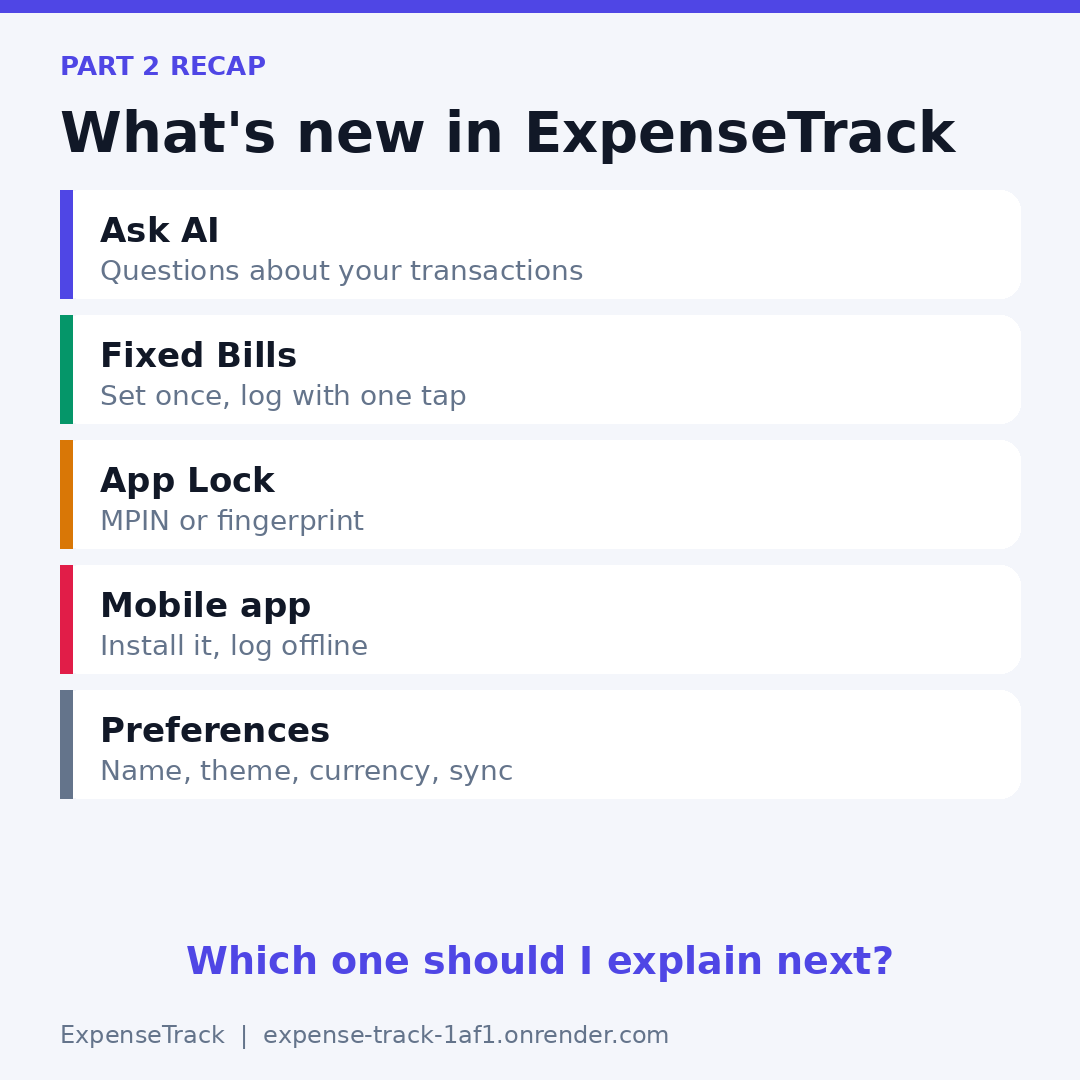 PART 2 RECAP
What's new in ExpenseTrack
Ask AI
Questions about your transactions
Fixed Bills
Set once, log with one tap
App Lock
MPIN or fingerprint
Mobile app
Install it, log offline
Preferences
Name, theme, currency, sync
Which one should I explain next?
ExpenseTrack | expense-track-1af1.onrender.com